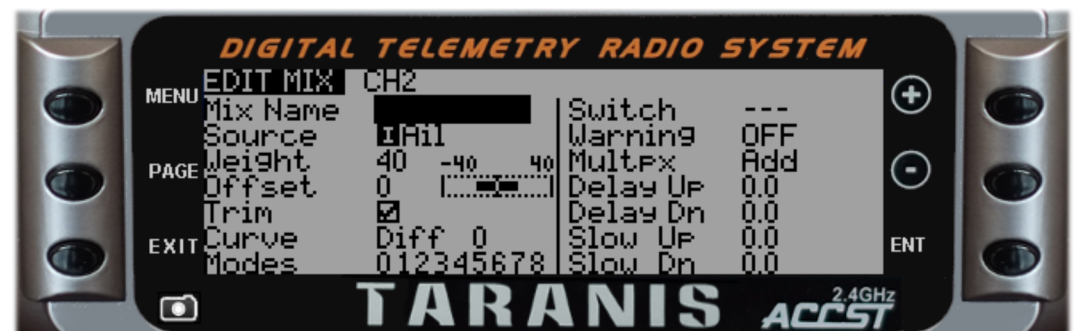 DIGITAL TELEMETRY RADIO SYSTEM
EDIT MIX CH2
MENU
Mix Name
Source IAil
PAGE
Weight 40 -40 40
Offset 0
Trim
EXIT
Curve Diff 0
Modes 012345678
Switch ---
Warning OFF
Multpx Add
Delay Up 0.0
Delay Dn 0.0
Slow Up 0.0
Slow Dn 0.0
+
-
ENT
TARANIS
2.4GHz
ACCST